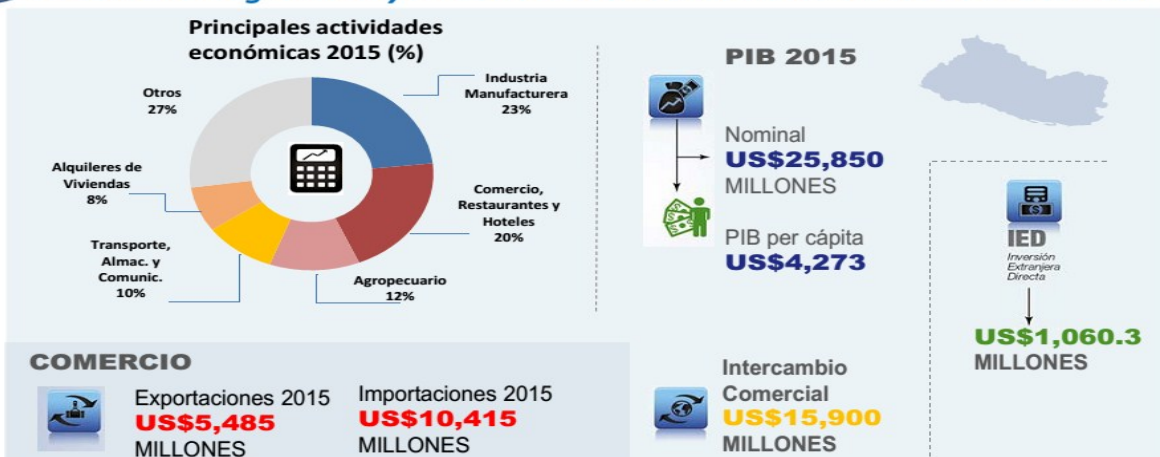 Principales actividades
económicas 2015 (%)
Otros
27%
Industria
Manufacturera
23%
Alquileres de
Viviendas
8%
Comercio,
Restaurantes y
Hoteles
20%
Transporte,
Almac. y
Comunic.
10%
Agropecuario
12%
PIB 2015
Nominal
US$25,850
MILLONES
PIB per cápita
US$4,273
IED
Inversión
Extranjera
Directa
US$1,060.3
MILLONES
COMERCIO
Exportaciones 2015
US$5,485
MILLONES
Importaciones 2015
US$10,415
MILLONES
Intercambio
Comercial
US$15,900
MILLONES